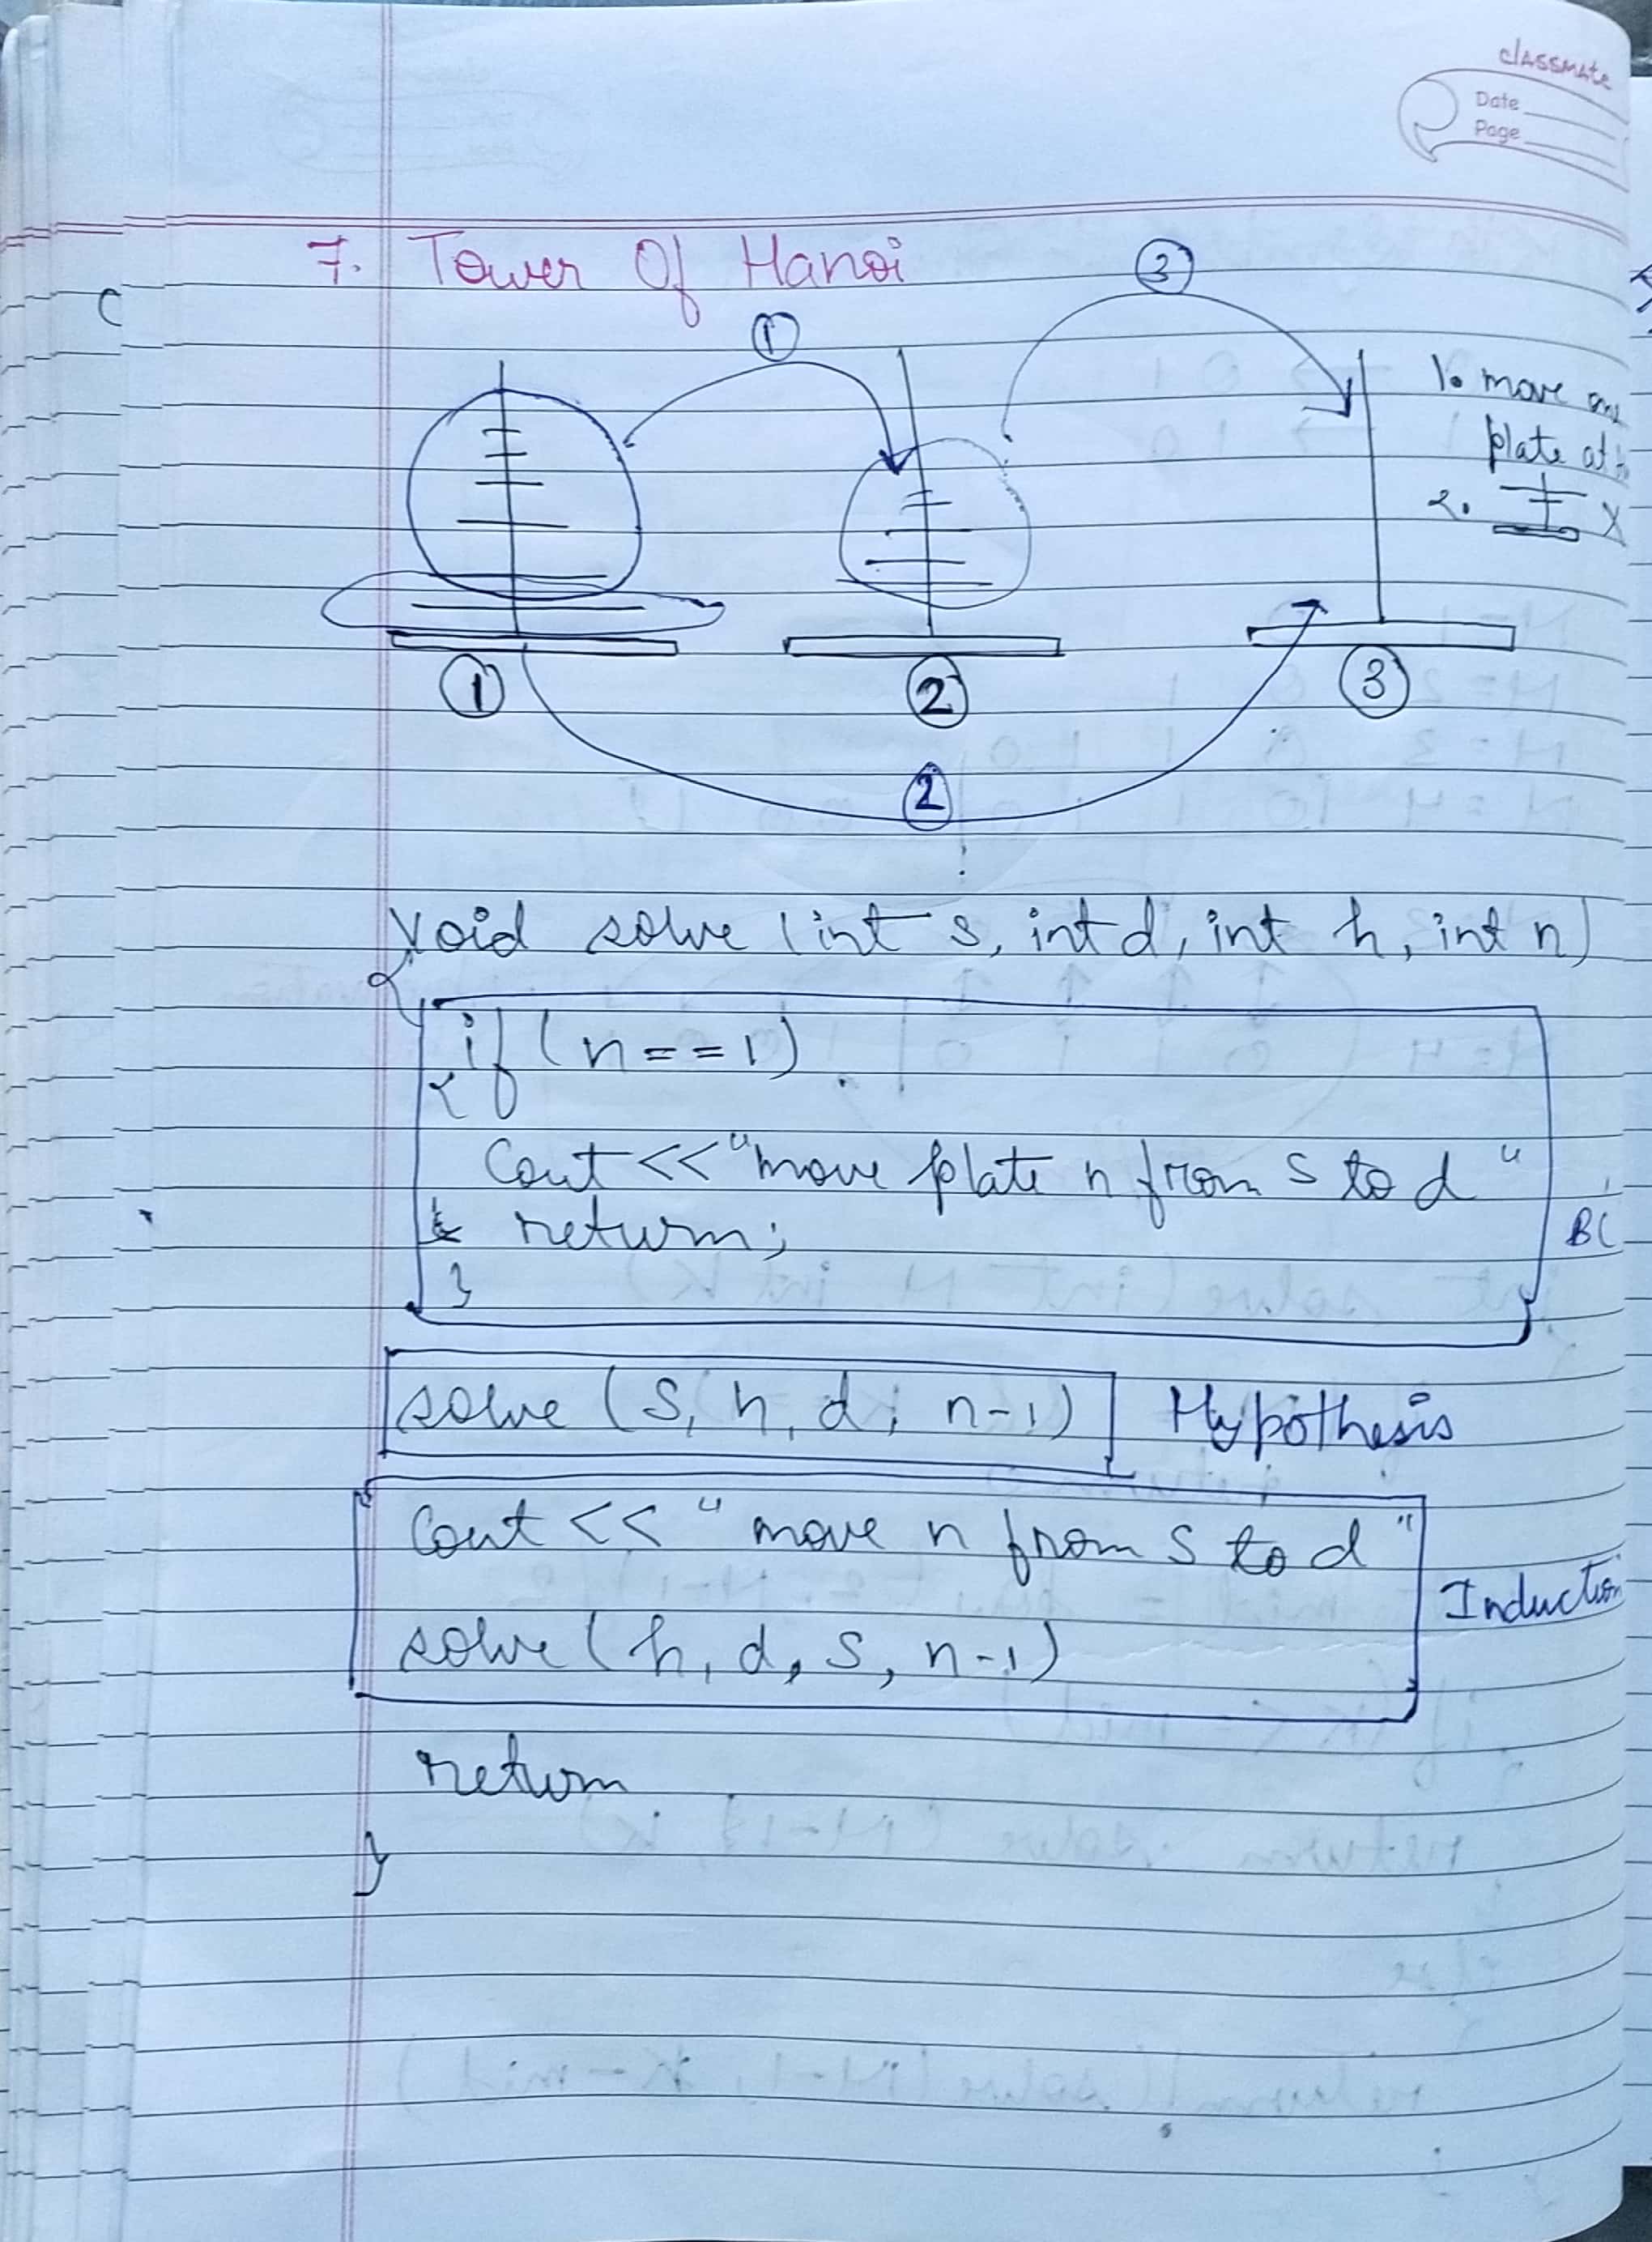 classmate
Date
Page
7. Tower Of Hanoi
①
③
1. move one
plate at
2. X
① ② ③
②
void solve (int s, int d, int h, int n)
{
if (n==1)
{
Cout << "move plate n from s to d"
return;
}
BC
solve (s, h, d, n-1) Hypothesis
Cout << "move n from s to d"
Induction
solve (h, d, s, n-1)
return
}